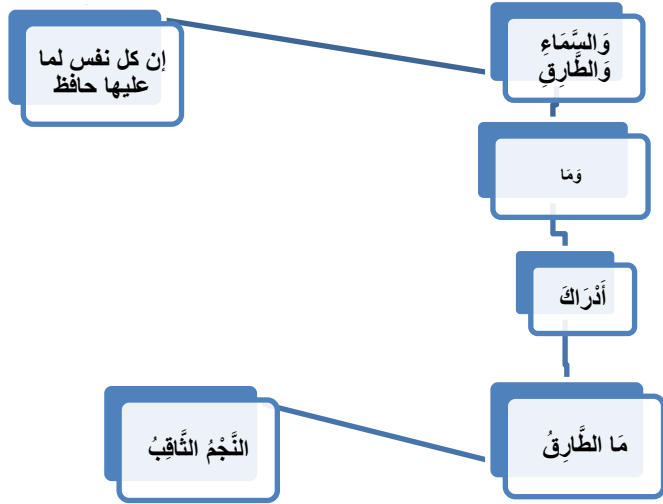 وَالسَّمَاءِ
وَالطَّارِقِ
إن كل نفس لما
عليها حافظ
وَمَا
أَدْرَاكَ
مَا الطَّارِقُ
النَّجْمُ الثَّاقِبُ